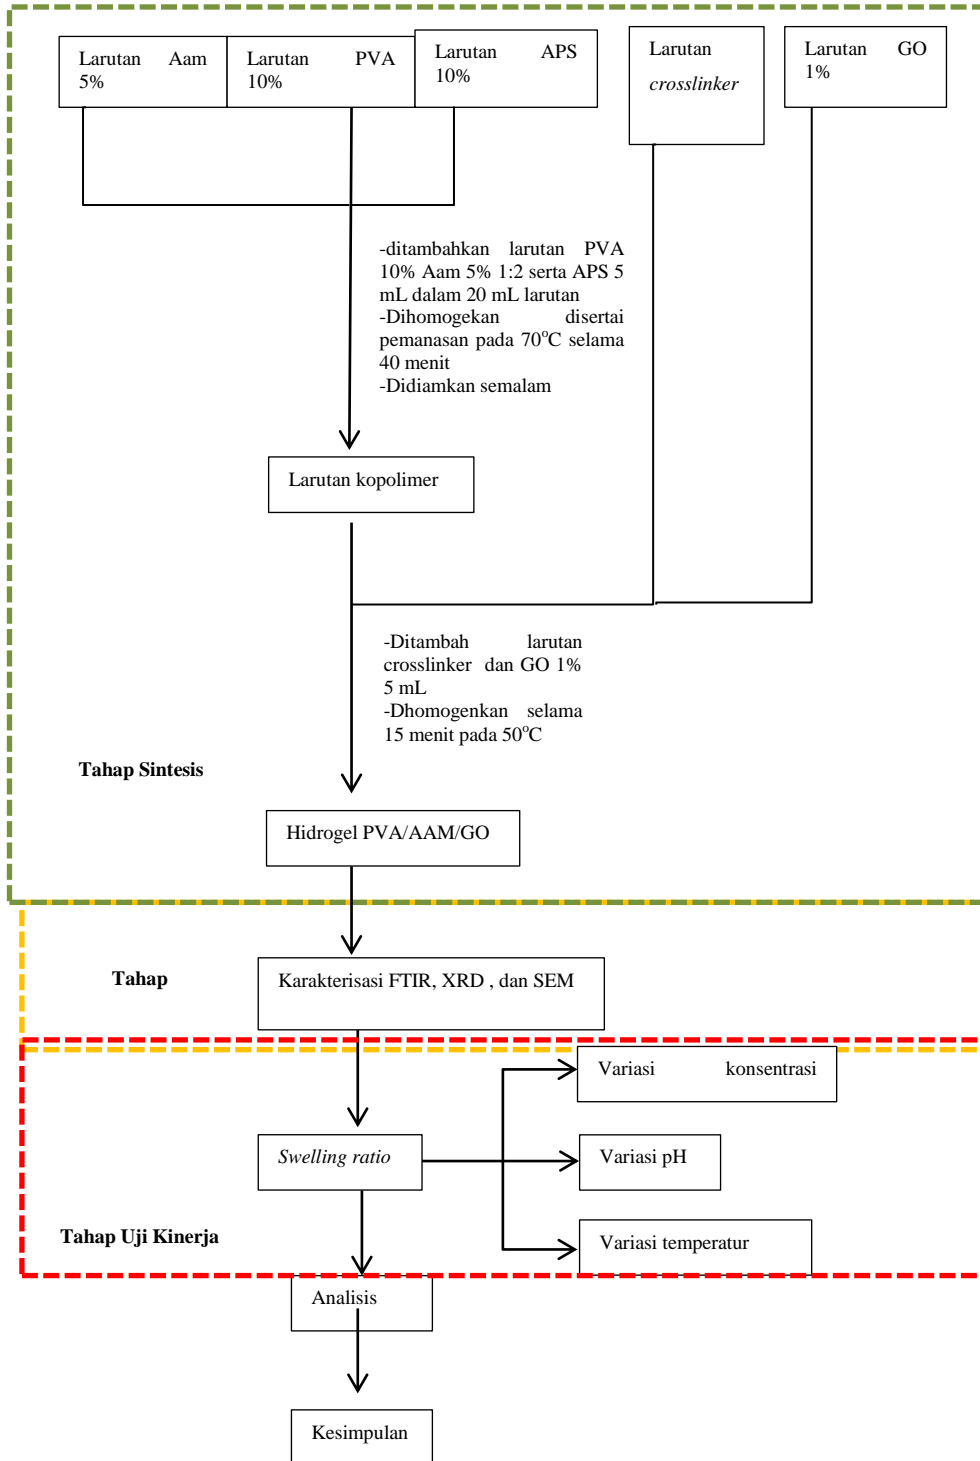 Larutan Aam
5%
Larutan PVA
10%
Larutan APS
10%
Larutan
crosslinker
Larutan GO
1%
-ditambahkan larutan PVA
10% Aam 5% 1:2 serta APS 5
mL dalam 20 mL larutan
-Dihomogekan disertai
pemanasan pada 70°C selama
40 menit
-Didiamkan semalam
Larutan kopolimer
-Ditambah larutan
crosslinker dan GO 1%
5 mL
-Dhomogenkan selama
15 menit pada 50°C
Tahap Sintesis
Hidrogel PVA/AAM/GO
Tahap
Karakterisasi FTIR, XRD , dan SEM
Variasi konsentrasi
Swelling ratio
Variasi pH
Tahap Uji Kinerja
Variasi temperatur
Analisis
Kesimpulan